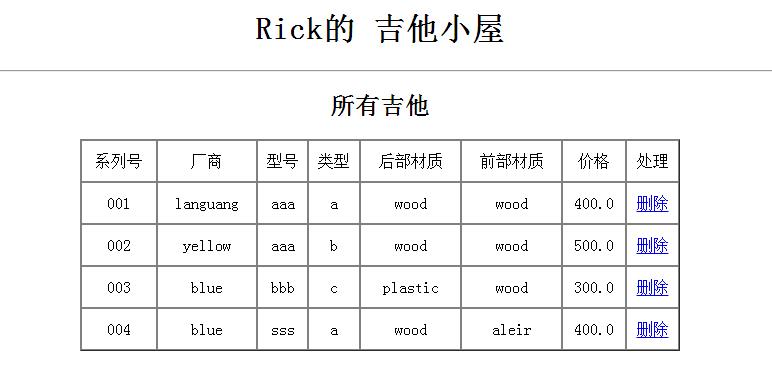 Rick的 吉他小屋
所有吉他
系列号 厂商 型号 类型 后部材质 前部材质 价格 处理
001 languang aaa a wood wood 400.0 删除
002 yellow aaa b wood wood 500.0 删除
003 blue bbb c plastic wood 300.0 删除
004 blue sss a wood aleir 400.0 删除